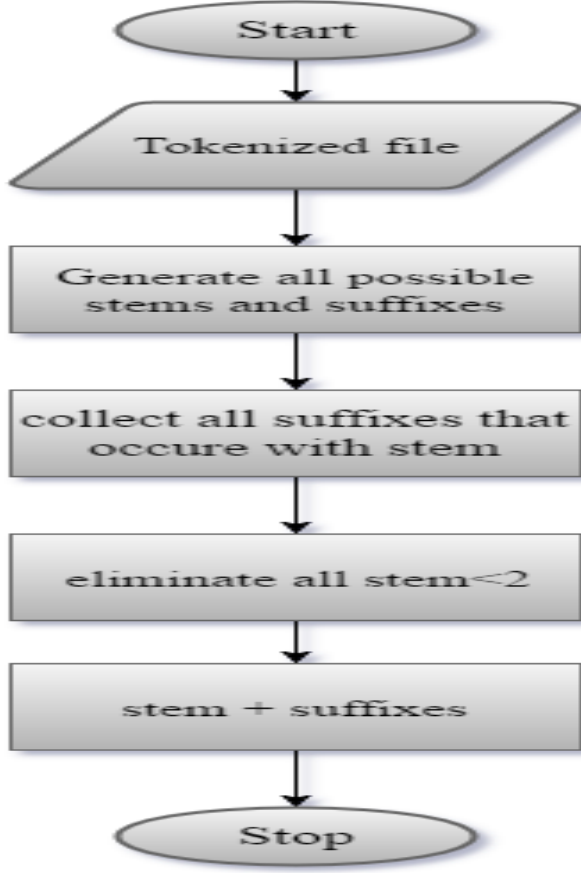 Start
Tokenized file
Generate all possible
stems and suffixes
collect all suffixes that
occure with stem
eliminate all stem<2
stem + suffixes
Stop